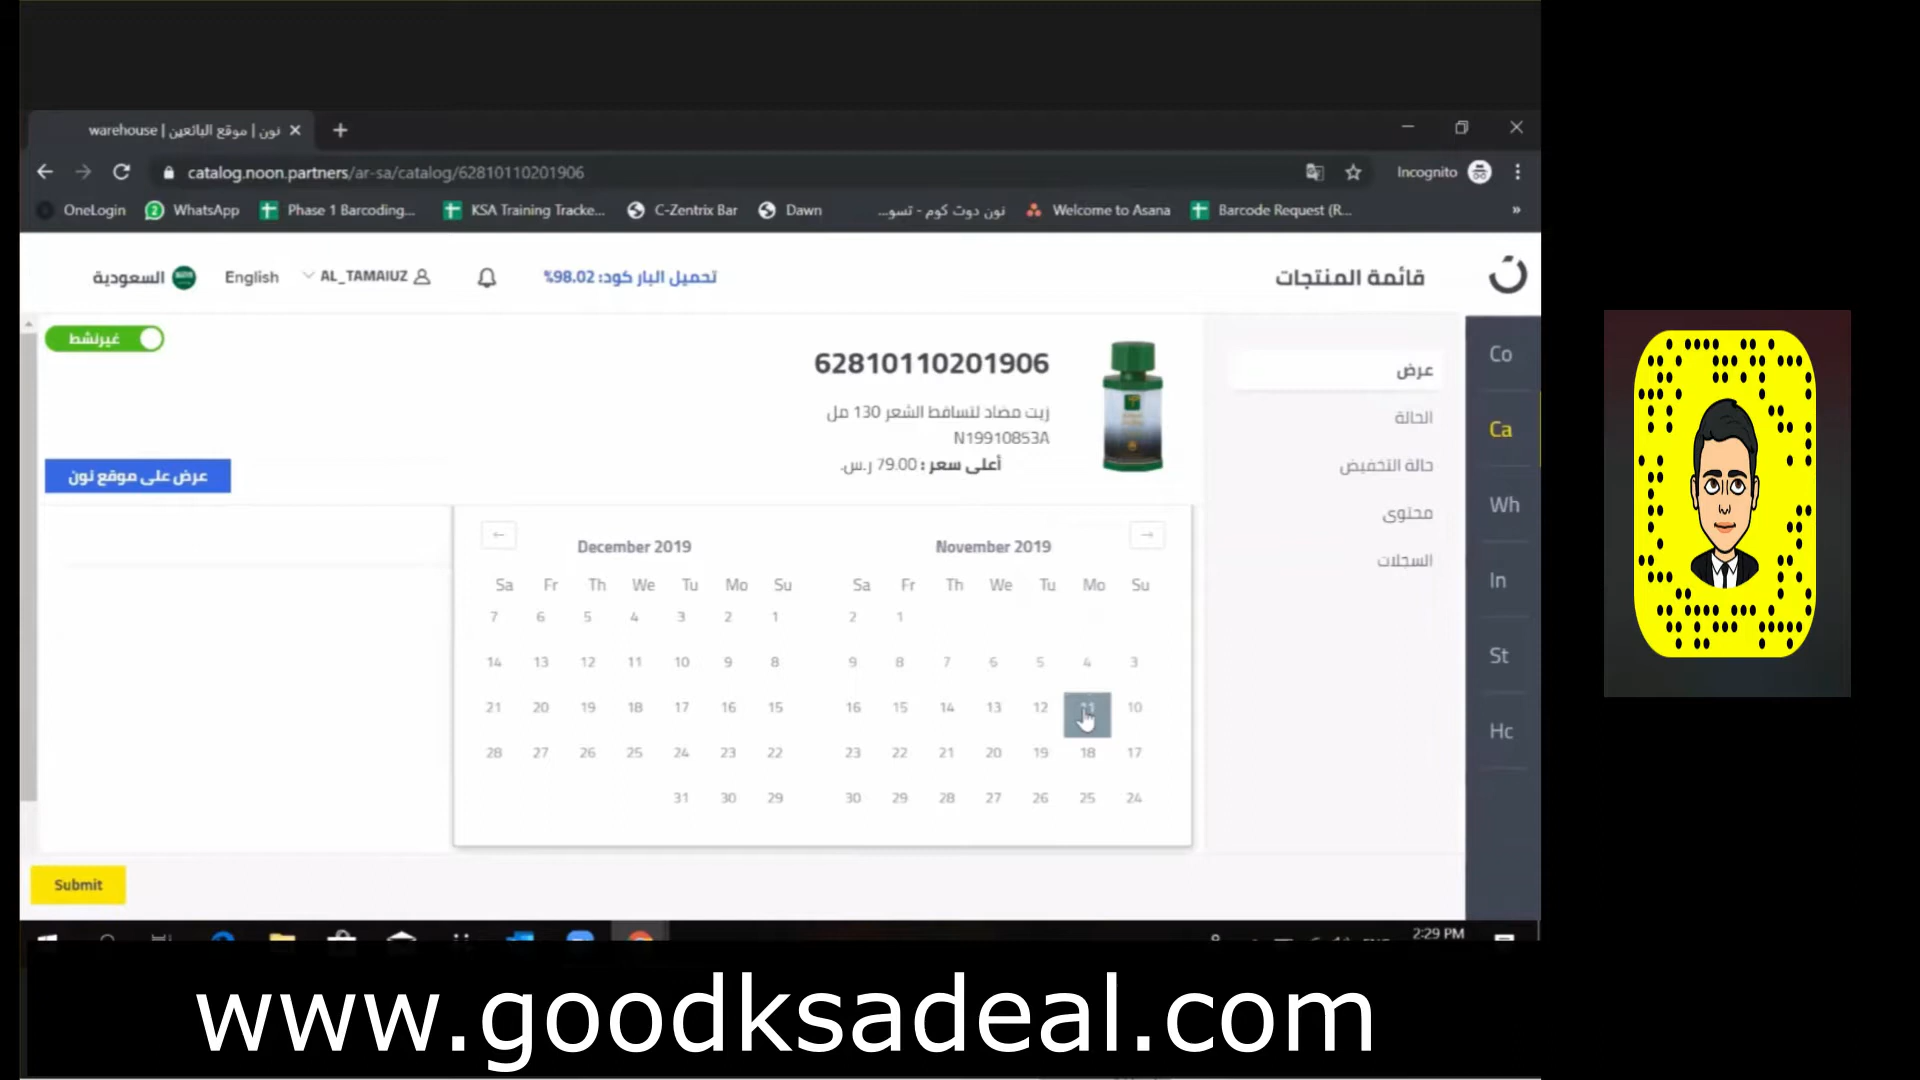 warehouse | نون | موقع البائعين
catalog.noon.partners/ar-sa/catalog/62810110201906
Incognito
OneLogin
WhatsApp
Phase 1 Barcoding...
KSA Training Tracke...
C-Zentrix Bar
Dawn
نون دوت كوم - تسو...
Welcome to Asana
Barcode Request (R...
»
قائمة المنتجات
تحميل البار كود: 98.02%
AL_TAMAIUZ
English
السعودية
غيرنشط
62810110201906
زيت مضاد لتساقط الشعر 130 مل
N19910853A
أعلى سعر : 79.00 ر.س.
عرض على موقع نون
عرض
الحالة
حالة التخفيض
محتوى
السجلات
Co
Ca
Wh
In
St
Hc
December 2019
Sa Fr Th We Tu Mo Su
7 6 5 4 3 2 1
14 13 12 11 10 9 8
21 20 19 18 17 16 15
28 27 26 25 24 23 22
31 30 29
November 2019
Sa Fr Th We Tu Mo Su
2 1
9 8 7 6 5 4 3
16 15 14 13 12 11 10
23 22 21 20 19 18 17
30 29 28 27 26 25 24
Submit
2:29 PM
www.goodksadeal.com